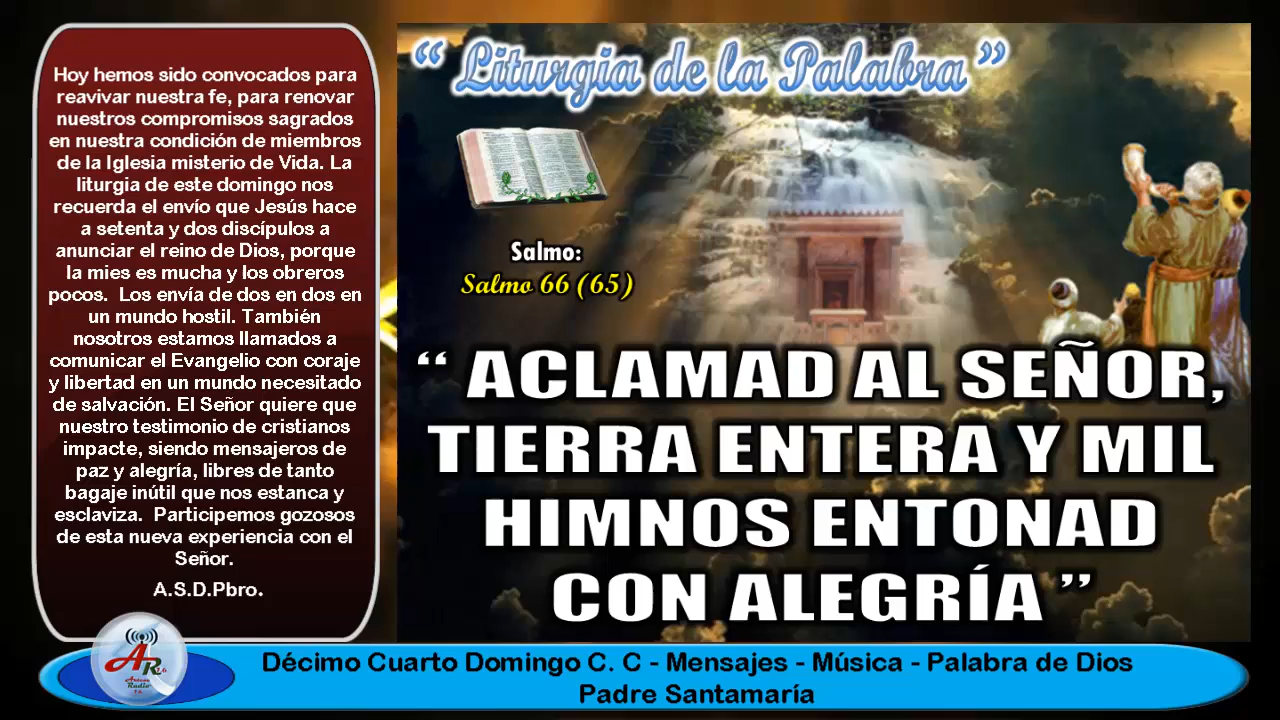 Hoy hemos sido convocados para
reavivar nuestra fe, para renovar
nuestros compromisos sagrados
en nuestra condición de miembros
de la Iglesia misterio de Vida. La
liturgia de este domingo nos
recuerda el envío que Jesús hace
a setenta y dos discípulos a
anunciar el reino de Dios, porque
la mies es mucha y los obreros
pocos. Los envía de dos en dos en
un mundo hostil. También
nosotros estamos llamados a
comunicar el Evangelio con coraje
y libertad en un mundo necesitado
de salvación. El Señor quiere que
nuestro testimonio de cristianos
impacte, siendo mensajeros de
paz y alegría, libres de tanto
bagaje inútil que nos estanca y
esclaviza. Participemos gozosos
de esta nueva experiencia con el
Señor.
A.S.D.Pbro.
“ Liturgia de la Palabra ”
Salmo:
Salmo 66 (65)
“ ACLAMAD AL SEÑOR,
TIERRA ENTERA Y MIL
HIMNOS ENTONAD
CON ALEGRÍA ”
AR
Radio
Décimo Cuarto Domingo C. C - Mensajes - Música - Palabra de Dios
Padre Santamaría